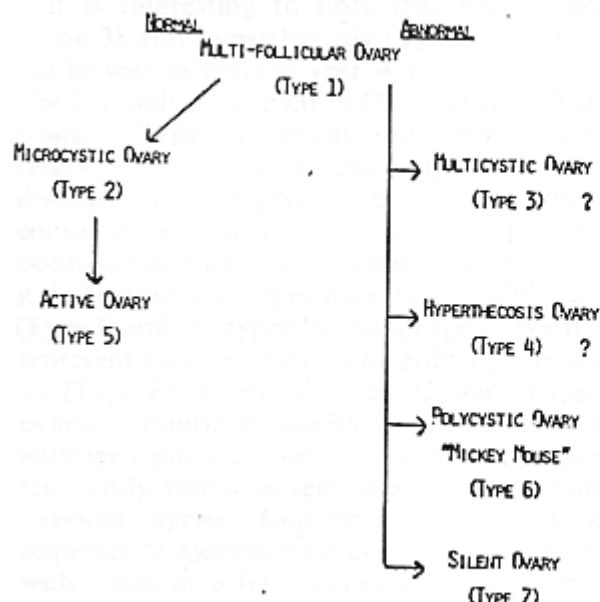 NORMAL ABNORMAL
MULTI-FOLLICULAR OVARY
(TYPE 1)
MICROCYSTIC OVARY
(TYPE 2)
MULTICYSTIC OVARY
(TYPE 3) ?
ACTIVE OVARY
(TYPE 5)
HYPERTHECOSIS OVARY
(TYPE 4) ?
POLYCYSTIC OVARY
"MICKEY MOUSE"
(TYPE 6)
SILENT OVARY
(TYPE 7)